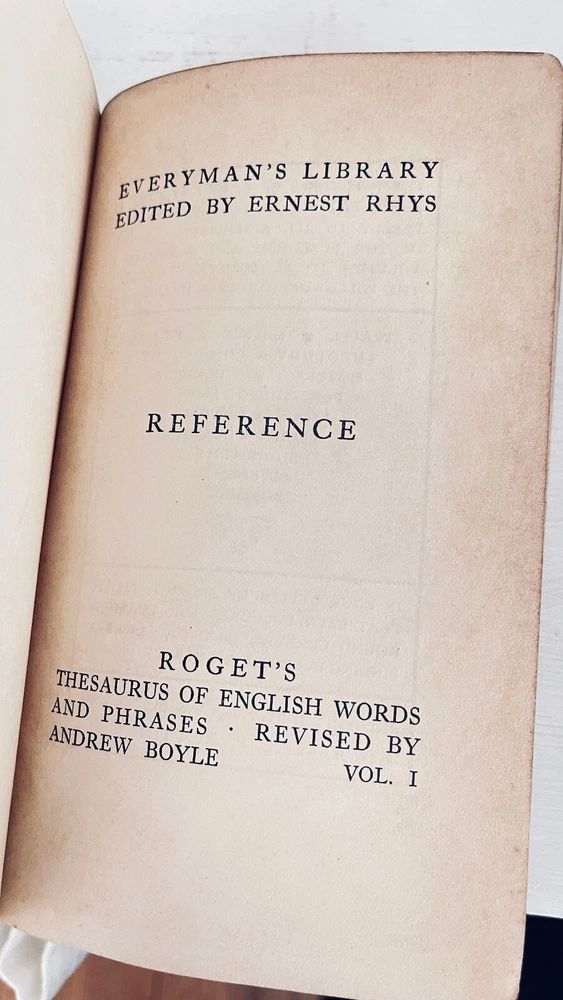 EVERYMAN'S LIBRARY
EDITED BY ERNEST RHYS
REFERENCE
ROGET'S
THESAURUS OF ENGLISH WORDS
AND PHRASES · REVISED BY
ANDREW BOYLE VOL. I